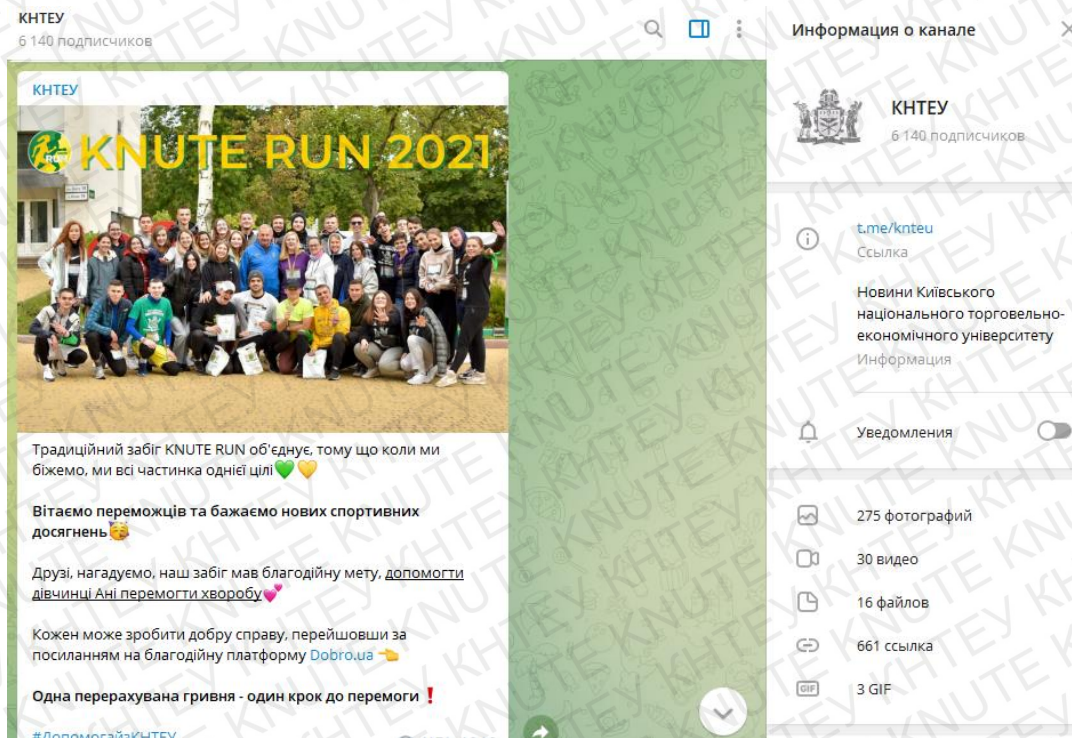 КНТЕУ
6 140 подписчиков
КНТЕУ
RUN
KNUTE RUN 2021
Традиційний забіг KNUTE RUN об'єднує, тому що коли ми
біжемо, ми всі частинка однієї цілі💚💛
Вітаємо переможців та бажаємо нових спортивних
досягнень🥳
Друзі, нагадуємо, наш забіг мав благодійну мету, допомогти
дівчинці Ані перемогти хворобу💕
Кожен може зробити добру справу, перейшовши за
посиланням на благодійну платформу Dobro.ua 👈
Одна перерахувана гривня - один крок до перемоги❗
#ДопомогайзКНТЕУ
Информация о канале
КНТЕУ
6 140 подписчиков
t.me/knteu
Ссылка
Новини Київського
національного торговельно-
економічного університету
Информация
Уведомления
275 фотографий
30 видео
16 файлов
661 ссылка
GIF
3 GIF